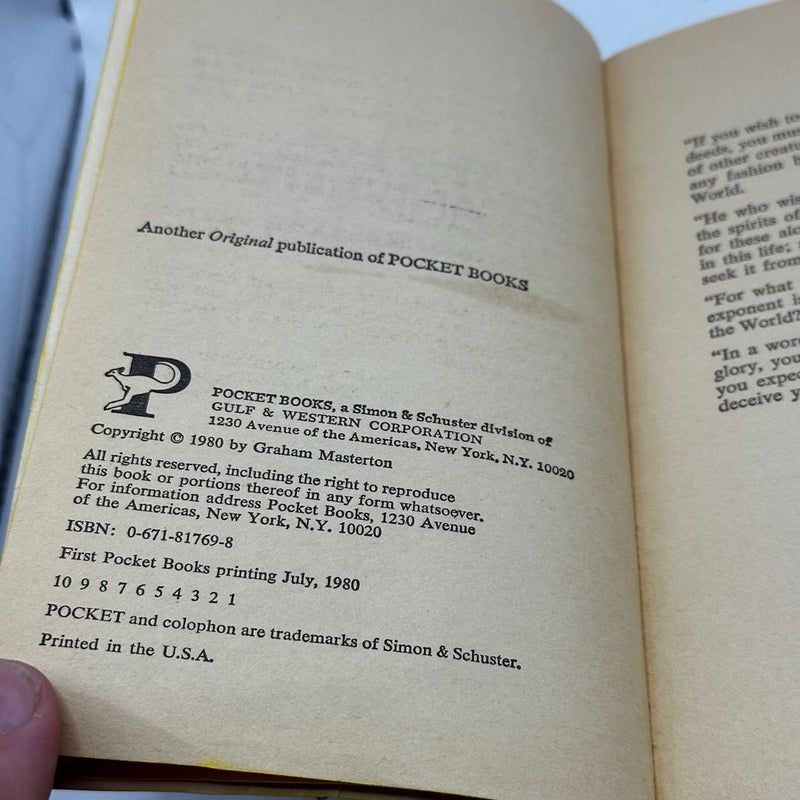 Another Original publication of POCKET BOOKS
P
POCKET BOOKS, a Simon & Schuster division of
GULF & WESTERN CORPORATION
1230 Avenue of the Americas, New York, N.Y. 10020
Copyright © 1980 by Graham Masterton
All rights reserved, including the right to reproduce
this book or portions thereof in any form whatsoever.
For information address Pocket Books, 1230 Avenue
of the Americas, New York, N.Y. 10020
ISBN: 0-671-81769-8
First Pocket Books printing July, 1980
10 9 8 7 6 5 4 3 2 1
POCKET and colophon are trademarks of Simon & Schuster.
Printed in the U.S.A.
"If you wish to
deeds, you mus
of other creatu
any fashion b
World.
"He who wis
the spirits of
for these alo
in this life;
seek it from
"For what
exponent i
the World?
"In a wor
glory, you
you expec
deceive y